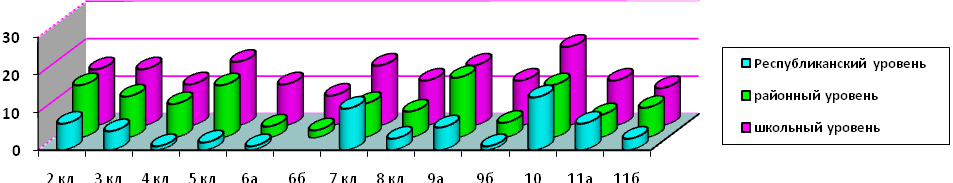 30
20
10
0
2 кл 3 кл 4 кл 5 кл 6а 6б 7 кл 8 кл 9а 9б 10 11а 11б
Республиканский уровень
районный уровень
школьный уровень